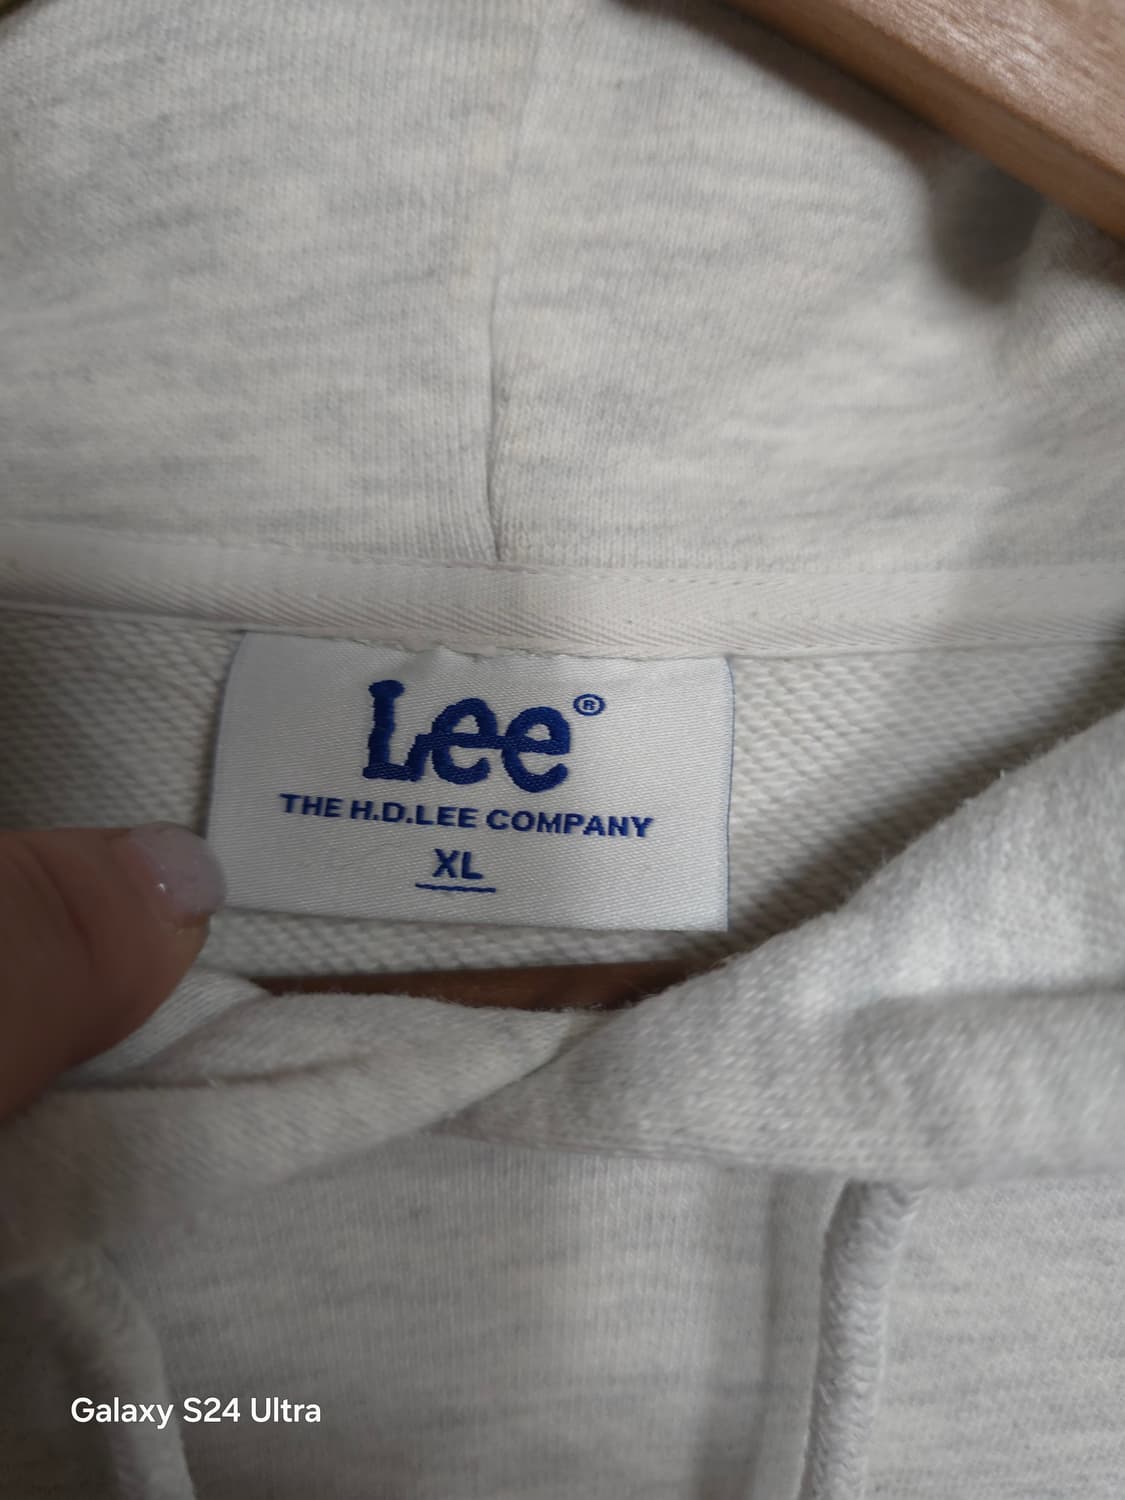 Lee®
THE H.D.LEE COMPANY
XL
Galaxy S24 Ultra